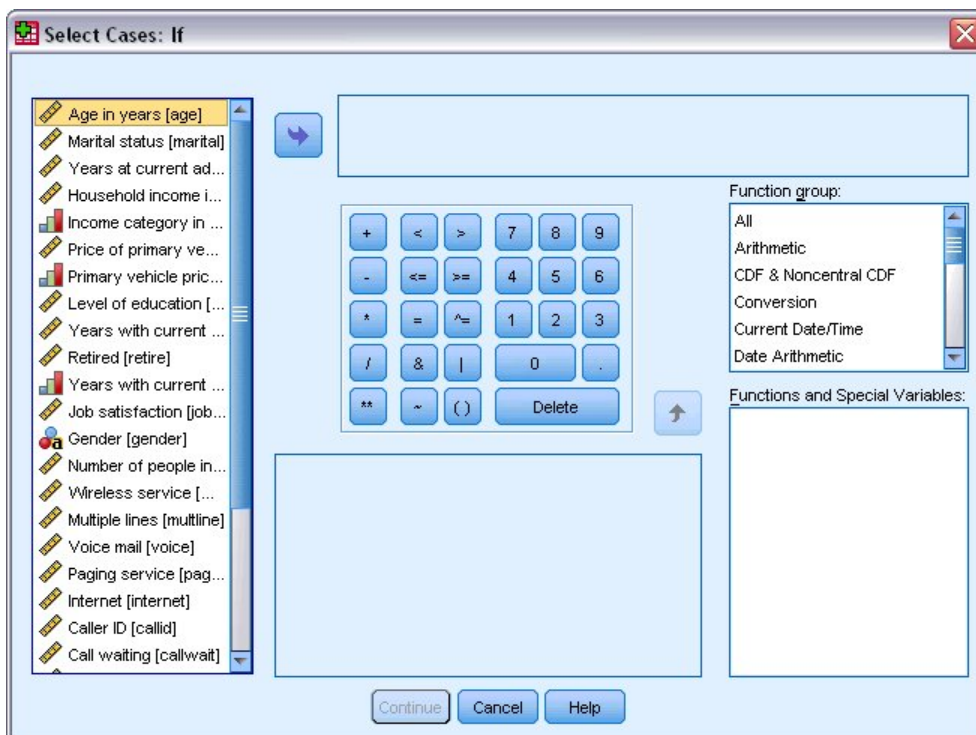 Select Cases: If
Age in years [age]
Marital status [marital]
Years at current ad...
Household income i...
Income category in ...
Price of primary ve...
Primary vehicle pric...
Level of education [...
Years with current ...
Retired [retire]
Years with current ...
Job satisfaction [job...
Gender [gender]
Number of people in...
Wireless service [...
Multiple lines [multline]
Voice mail [voice]
Paging service [pag...
Internet [internet]
Caller ID [callid]
Call waiting [callwait]
+ < > 7 8 9
- <= >= 4 5 6
* = ^= 1 2 3
/ & | 0 .
** ~ ( ) Delete
Function group:
All
Arithmetic
CDF & Noncentral CDF
Conversion
Current Date/Time
Date Arithmetic
Functions and Special Variables:
Continue Cancel Help